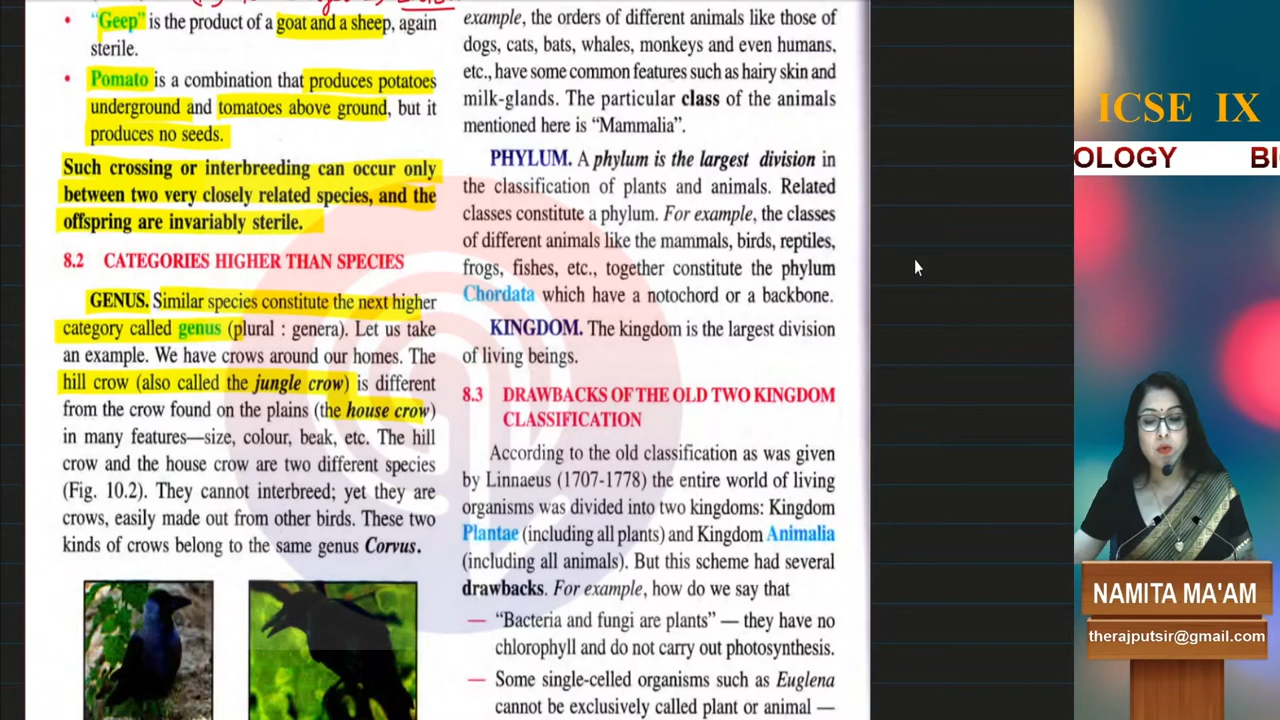 • "Geep" is the product of a goat and a sheep, again
sterile.
• Pomato is a combination that produces potatoes
underground and tomatoes above ground, but it
produces no seeds.
Such crossing or interbreeding can occur only
between two very closely related species, and the
offspring are invariably sterile.
8.2 CATEGORIES HIGHER THAN SPECIES
GENUS. Similar species constitute the next higher
category called genus (plural : genera). Let us take
an example. We have crows around our homes. The
hill crow (also called the jungle crow) is different
from the crow found on the plains (the house crow)
in many features—size, colour, beak, etc. The hill
crow and the house crow are two different species
(Fig. 10.2). They cannot interbreed; yet they are
crows, easily made out from other birds. These two
kinds of crows belong to the same genus Corvus.
example, the orders of different animals like those of
dogs, cats, bats, whales, monkeys and even humans,
etc., have some common features such as hairy skin and
milk-glands. The particular class of the animals
mentioned here is "Mammalia".
PHYLUM. A phylum is the largest division in
the classification of plants and animals. Related
classes constitute a phylum. For example, the classes
of different animals like the mammals, birds, reptiles,
frogs, fishes, etc., together constitute the phylum
Chordata which have a notochord or a backbone.
KINGDOM. The kingdom is the largest division
of living beings.
8.3 DRAWBACKS OF THE OLD TWO KINGDOM
CLASSIFICATION
According to the old classification as was given
by Linnaeus (1707-1778) the entire world of living
organisms was divided into two kingdoms: Kingdom
Plantae (including all plants) and Kingdom Animalia
(including all animals). But this scheme had several
drawbacks. For example, how do we say that
— "Bacteria and fungi are plants" — they have no
chlorophyll and do not carry out photosynthesis.
— Some single-celled organisms such as Euglena
cannot be exclusively called plant or animal —
ICSE IX
OLOGY BI
NAMITA MA'AM
therajputsir@gmail.com